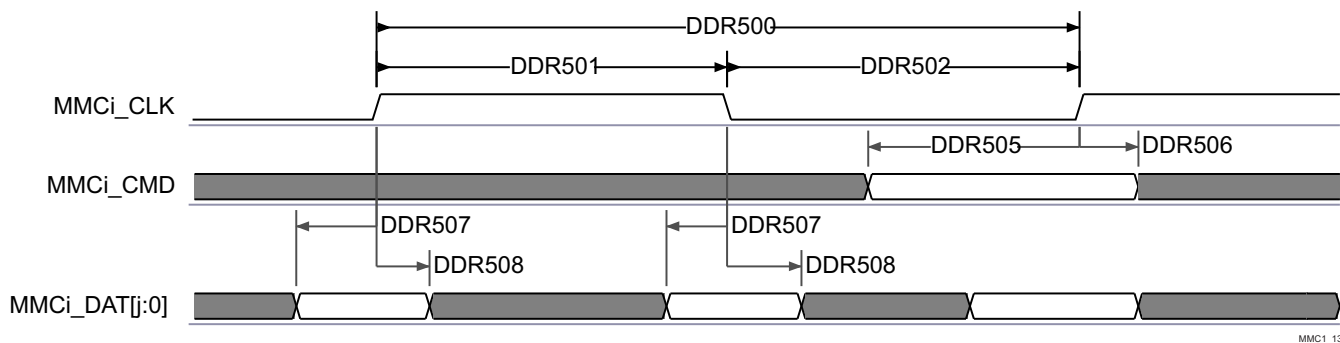 DDR500
DDR501 DDR502
MMCi_CLK
DDR505 DDR506
MMCi_CMD
DDR507 DDR507
DDR508 DDR508
MMCi_DAT[j:0]